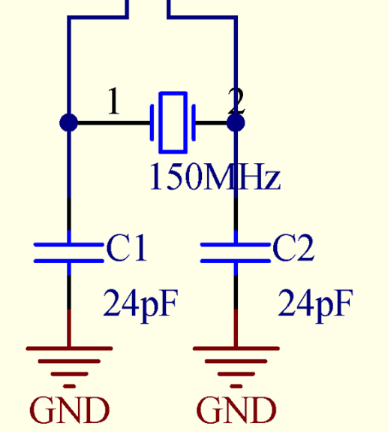 1 2
150MHz
C1 C2
24pF 24pF
GND GND